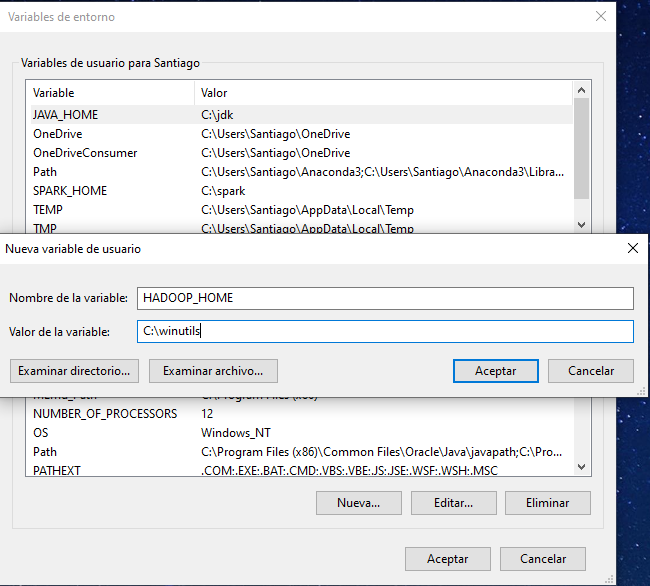 Variables de entorno
Variables de usuario para Santiago
Variable Valor
JAVA_HOME C:\jdk
OneDrive C:\Users\Santiago\OneDrive
OneDriveConsumer C:\Users\Santiago\OneDrive
Path C:\Users\Santiago\Anaconda3;C:\Users\Santiago\Anaconda3\Libra...
SPARK_HOME C:\spark
TEMP C:\Users\Santiago\AppData\Local\Temp
TMP C:\Users\Santiago\AppData\Local\Temp
Nueva variable de usuario
Nombre de la variable: HADOOP_HOME
Valor de la variable: C:\winutils
Examinar directorio... Examinar archivo... Aceptar Cancelar
NUMBER_OF_PROCESSORS 12
OS Windows_NT
Path C:\Program Files (x86)\Common Files\Oracle\Java\javapath;C:\Pro...
PATHEXT .COM;.EXE;.BAT;.CMD;.VBS;.VBE;.JS;.JSE;.WSF;.WSH;.MSC
Nueva... Editar... Eliminar
Aceptar Cancelar